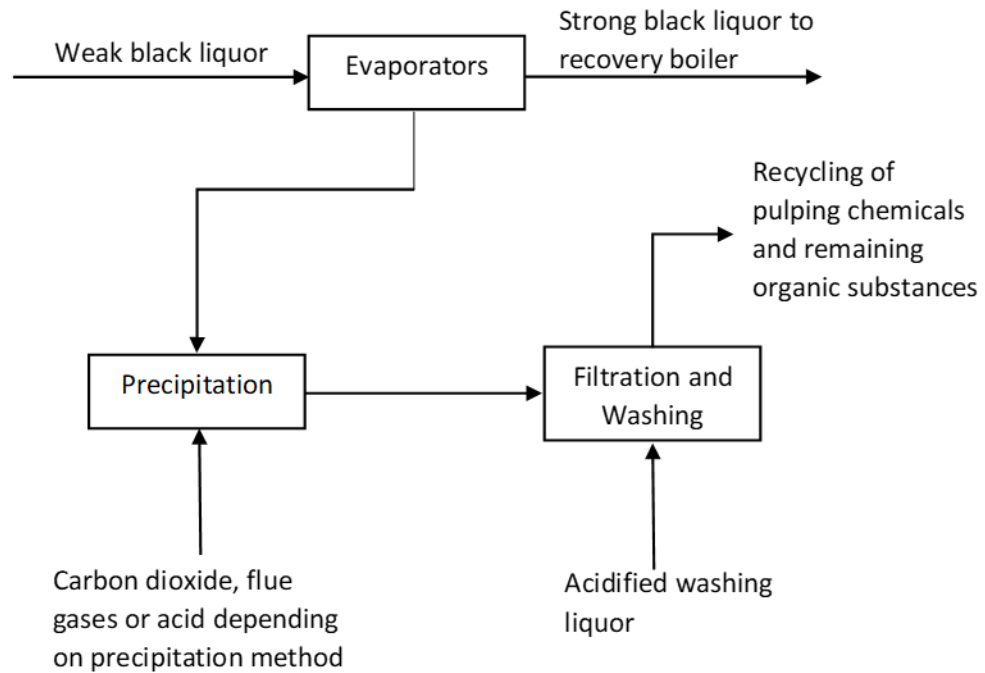 Weak black liquor
Evaporators
Strong black liquor to
recovery boiler
Recycling of
pulping chemicals
and remaining
organic substances
Precipitation
Filtration and
Washing
Carbon dioxide, flue
gases or acid depending
on precipitation method
Acidified washing
liquor